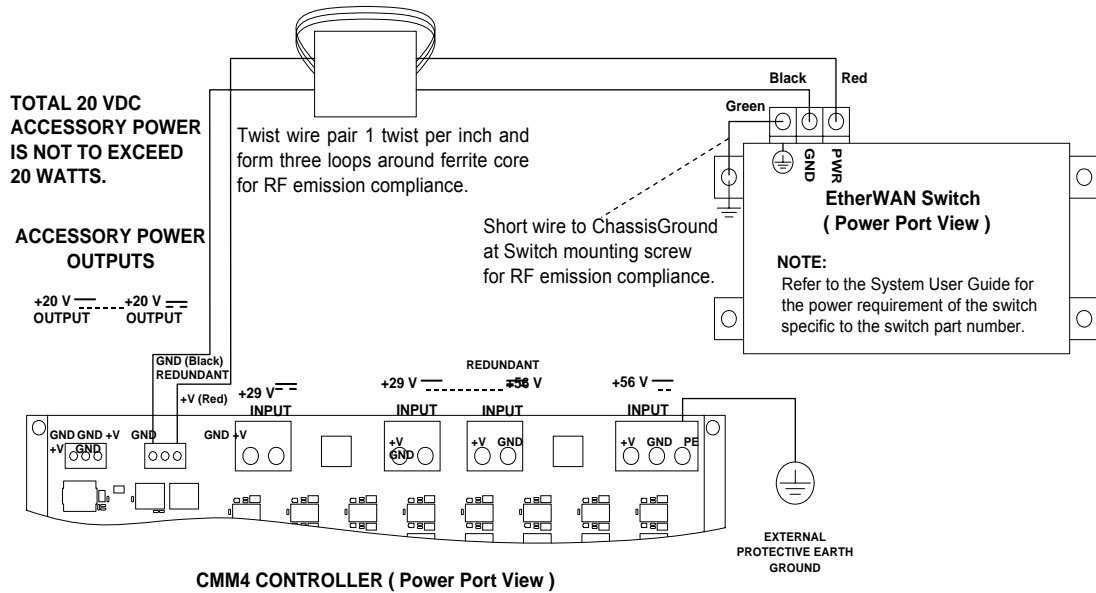 TOTAL 20 VDC
ACCESSORY POWER
IS NOT TO EXCEED
20 WATTS.
Twist wire pair 1 twist per inch and
form three loops around ferrite core
for RF emission compliance.
Black Red
Green
GND
PWR
EtherWAN Switch
( Power Port View )
NOTE:
Refer to the System User Guide for
the power requirement of the switch
specific to the switch part number.
Short wire to ChassisGround
at Switch mounting screw
for RF emission compliance.
ACCESSORY POWER
OUTPUTS
+20 V +20 V
OUTPUT OUTPUT
GND (Black)
REDUNDANT
+V (Red)
REDUNDANT
+29 V +29 V +56 V +56 V
INPUT INPUT INPUT INPUT
GND GND +V GND GND +V +V +V GND +V GND PE
+V GND GND
EXTERNAL
PROTECTIVE EARTH
GROUND
CMM4 CONTROLLER ( Power Port View )